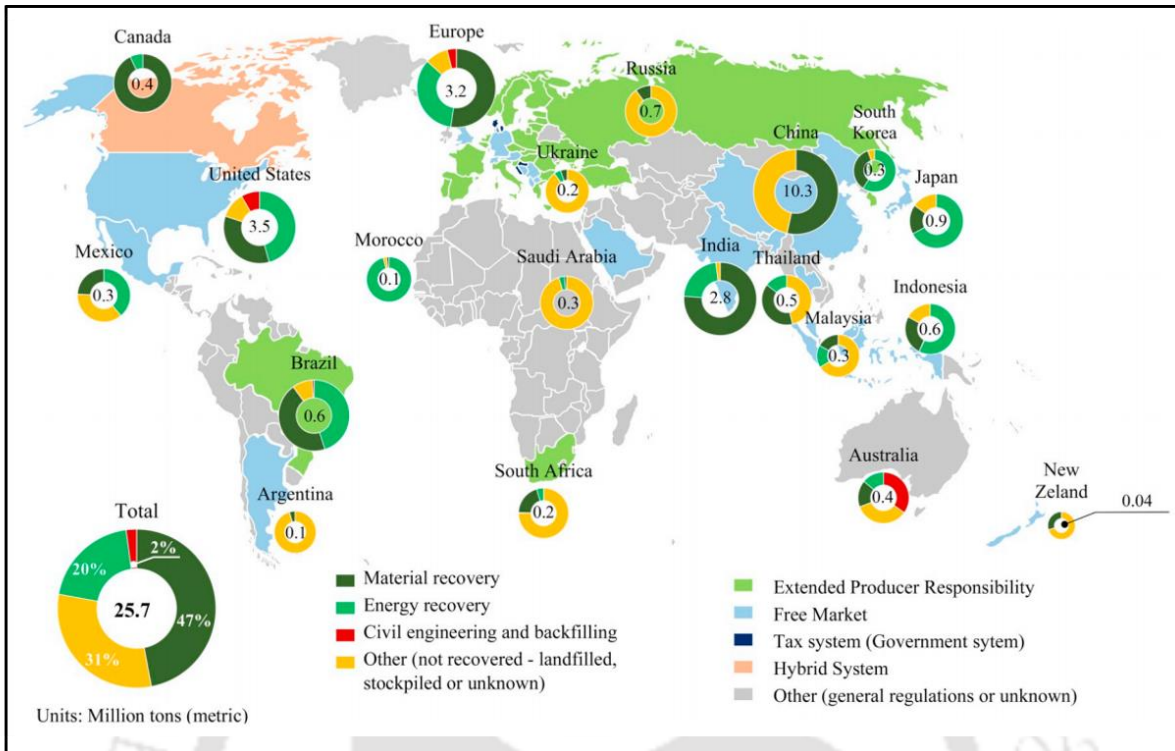 Canada
0.4
Europe
3.2
Russia
0.7
China
10.3
South
Korea
0.3
Ukraine
0.2
Japan
0.9
United States
3.5
Mexico
0.3
Morocco
0.1
Saudi Arabia
0.3
India
2.8
Thailand
0.5
Malaysia
0.3
Indonesia
0.6
Brazil
0.6
Argentina
0.1
South Africa
0.2
Australia
0.4
New
Zeland
0.04
Total
2%
20%
25.7
47%
31%
Units: Million tons (metric)
Material recovery
Energy recovery
Civil engineering and backfilling
Other (not recovered - landfilled,
stockpiled or unknown)
Extended Producer Responsibility
Free Market
Tax system (Government sytem)
Hybrid System
Other (general regulations or unknown)